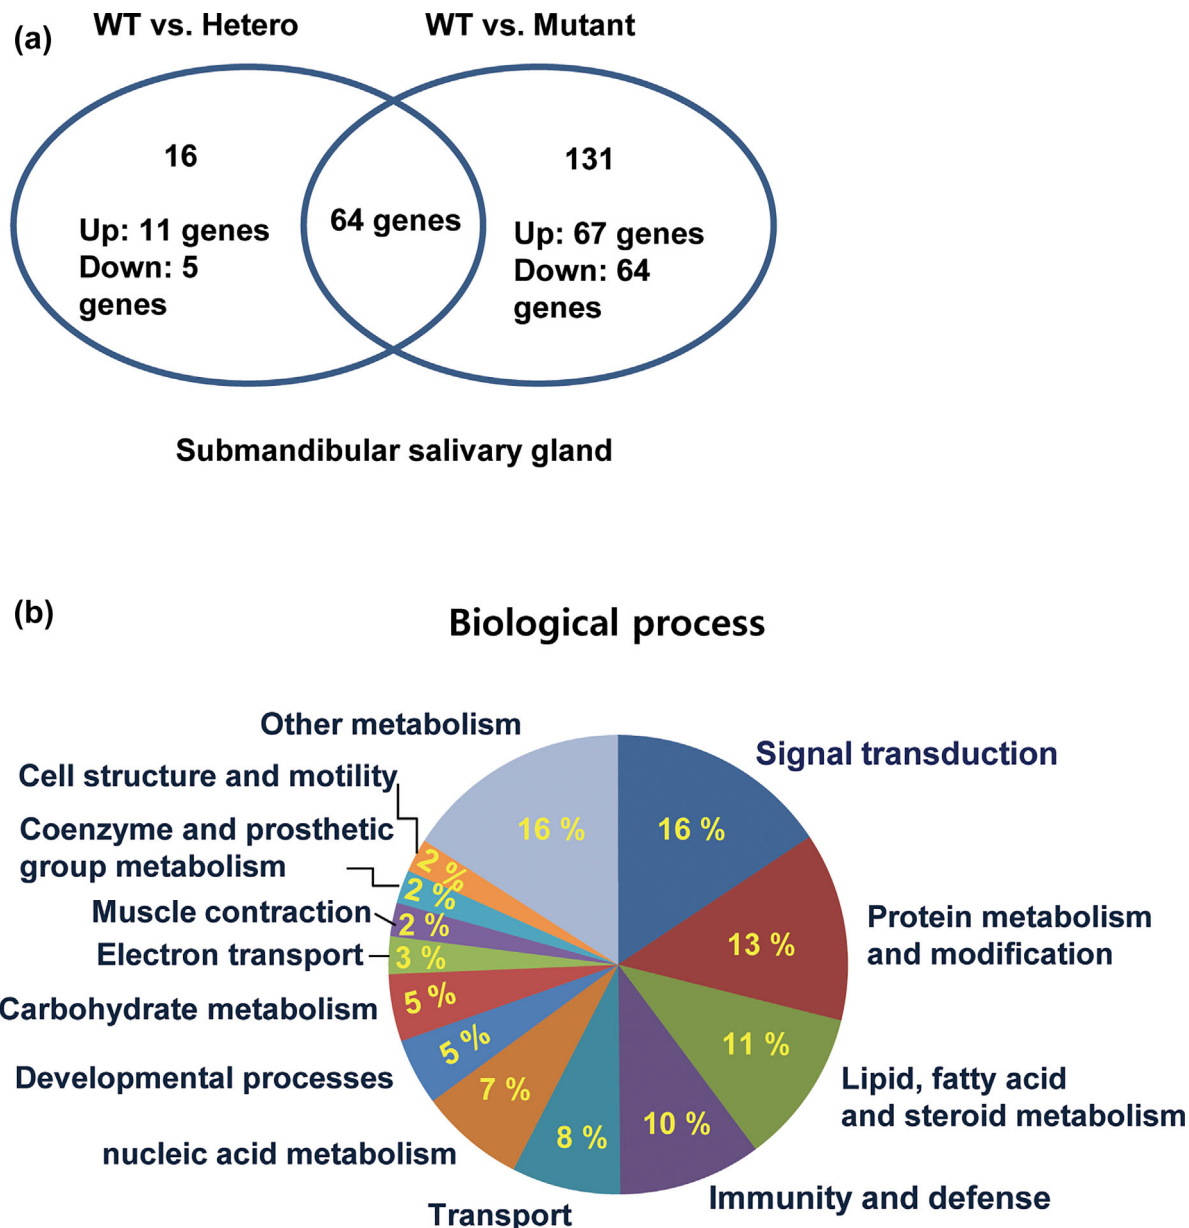 (a)
WT vs. Hetero
WT vs. Mutant
16
131
Up: 11 genes
Down: 5
genes
64 genes
Up: 67 genes
Down: 64
genes
Submandibular salivary gland
(b)
Biological process
Other metabolism
Signal transduction
Cell structure and motility
Coenzyme and prosthetic
group metabolism
Muscle contraction
Electron transport
Carbohydrate metabolism
Developmental processes
nucleic acid metabolism
Transport
Immunity and defense
Lipid, fatty acid
and steroid metabolism
Protein metabolism
and modification
16 %
16 %
13 %
11 %
10 %
8 %
7 %
5 %
5 %
3 %
2 %
2 %
2 %